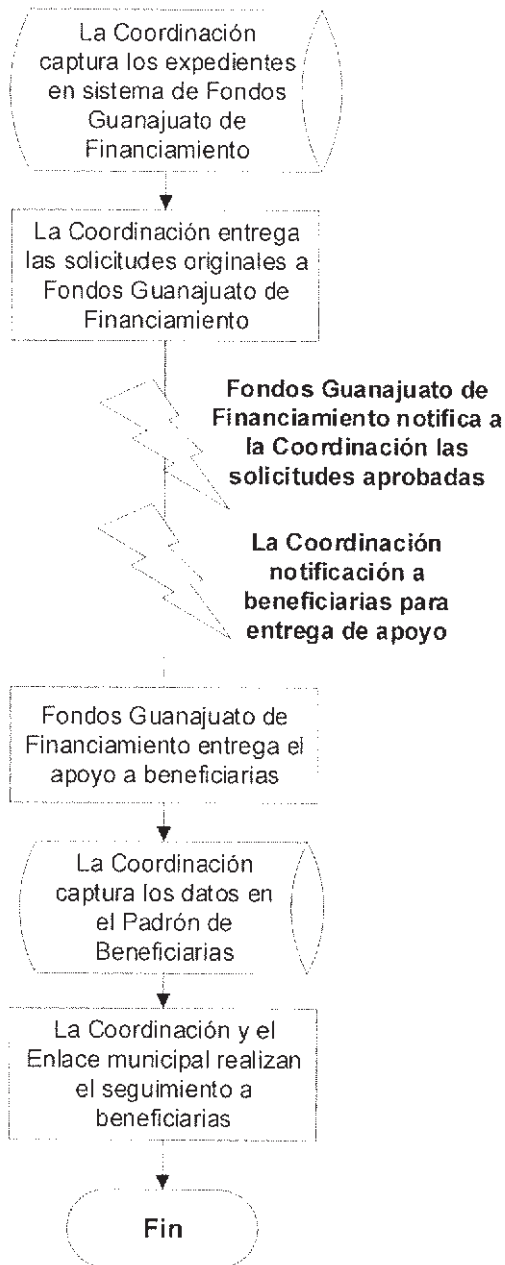 La Coordinación
captura los expedientes
en sistema de Fondos
Guanajuato de
Financiamiento
La Coordinación entrega
las solicitudes originales a
Fondos Guanajuato de
Financiamiento
Fondos Guanajuato de
Financiamiento notifica a
la Coordinación las
solicitudes aprobadas
La Coordinación
notificación a
beneficiarias para
entrega de apoyo
Fondos Guanajuato de
Financiamiento entrega el
apoyo a beneficiarias
La Coordinación
captura los datos en
el Padrón de
Beneficiarias
La Coordinación y el
Enlace municipal realizan
el seguimiento a
beneficiarias
Fin